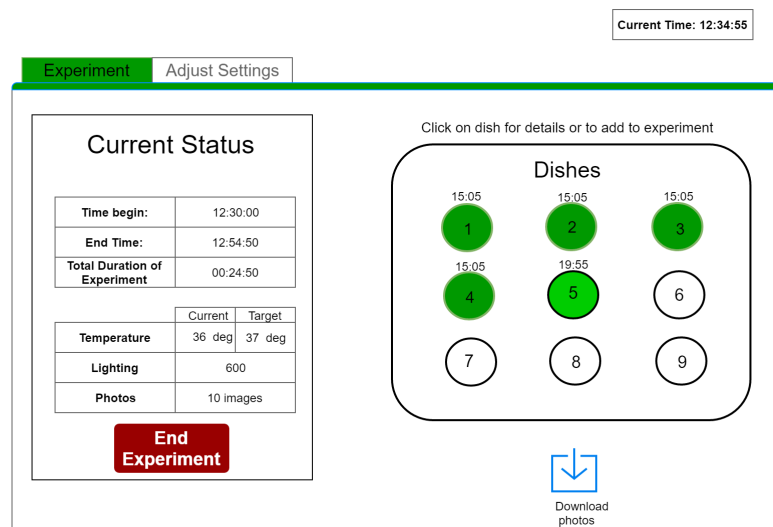 Current Time: 12:34:55
Experiment Adjust Settings
Current Status
Time begin: 12:30:00
End Time: 12:54:50
Total Duration of
Experiment 00:24:50
Current Target
Temperature 36 deg 37 deg
Lighting 600
Photos 10 images
End
Experiment
Click on dish for details or to add to experiment
Dishes
15:05 15:05 15:05
1 2 3
15:05 19:55
4 5 6
7 8 9
Download
photos